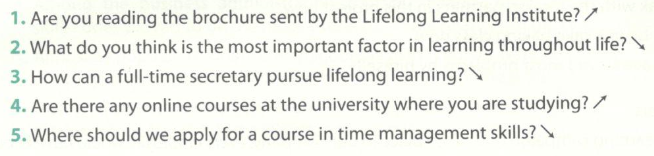 1. Are you reading the brochure sent by the Lifelong Learning Institute? ↗
2. What do you think is the most important factor in learning throughout life? ↘
3. How can a full-time secretary pursue lifelong learning? ↘
4. Are there any online courses at the university where you are studying? ↗
5. Where should we apply for a course in time management skills? ↘